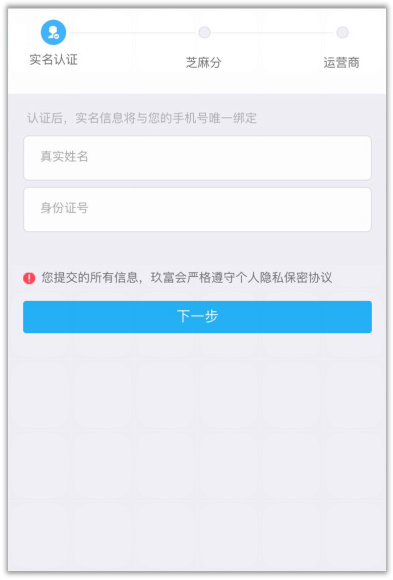 实名认证
芝麻分
运营商
认证后，实名信息将与您的手机号唯一绑定
真实姓名
身份证号
您提交的所有信息，玖富会严格遵守个人隐私保密协议
下一步